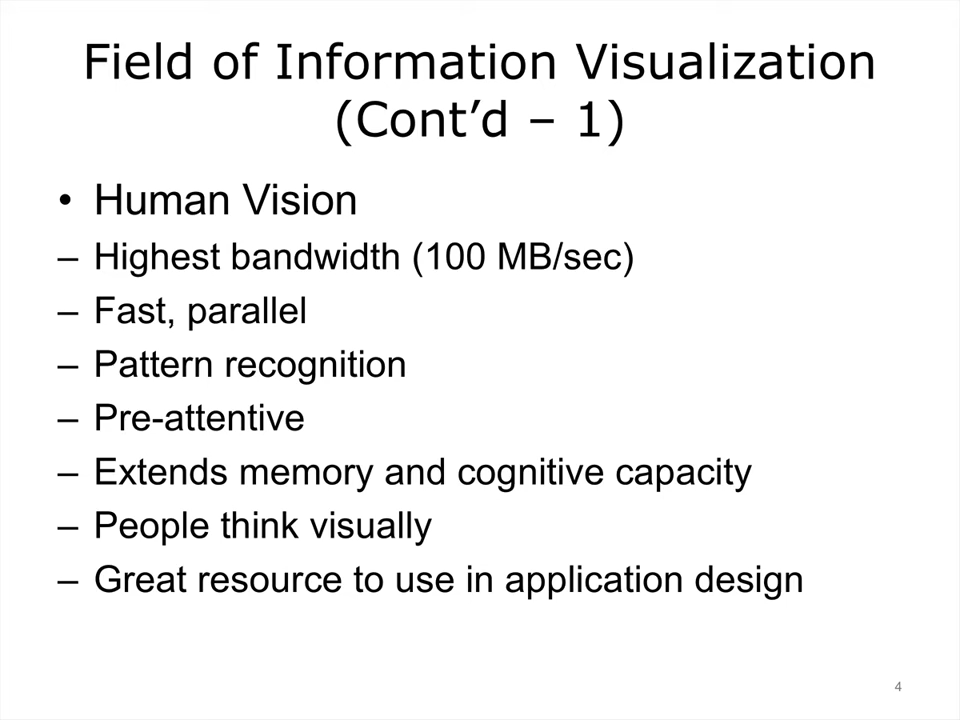 Field of Information Visualization
(Cont’d – 1)
• Human Vision
– Highest bandwidth (100 MB/sec)
– Fast, parallel
– Pattern recognition
– Pre-attentive
– Extends memory and cognitive capacity
– People think visually
– Great resource to use in application design
4